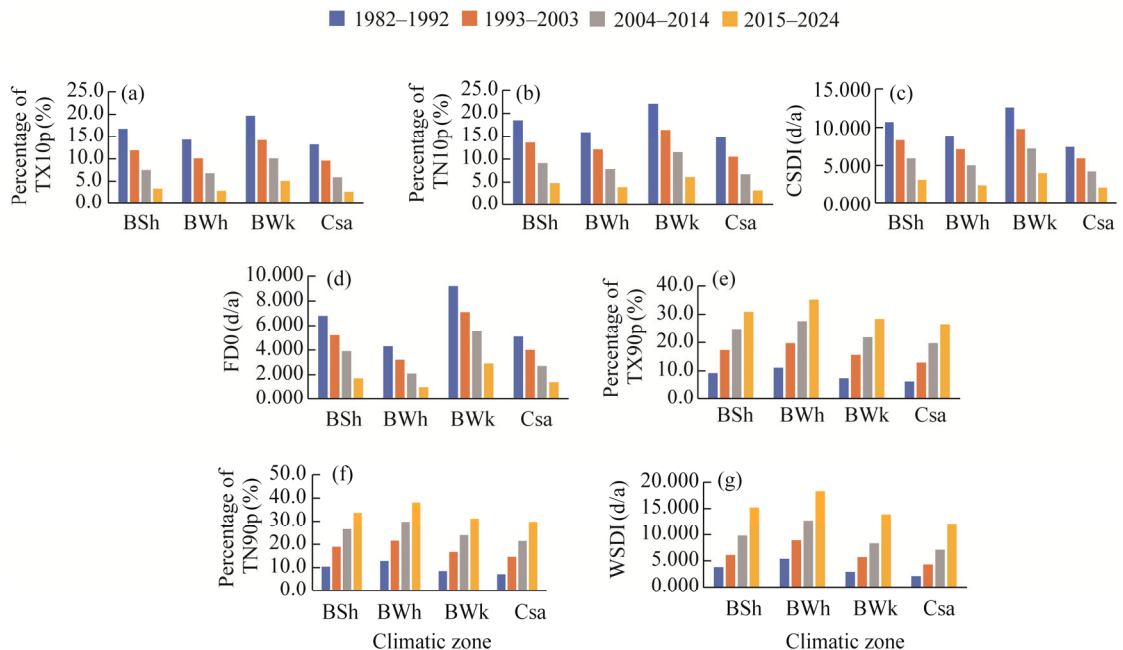 1982–1992 1993–2003 2004–2014 2015–2024
(a)
Percentage of
TX10p (%)
25.0
20.0
15.0
10.0
5.0
0.0
BSh BWh BWk Csa
(b)
Percentage of
TN10p (%)
25.0
20.0
15.0
10.0
5.0
0.0
BSh BWh BWk Csa
(c)
CSDI (d/a)
15.000
10.000
5.000
0.000
BSh BWh BWk Csa
(d)
FD0 (d/a)
10.000
8.000
6.000
4.000
2.000
0.000
BSh BWh BWk Csa
(e)
Percentage of
TX90p (%)
40.0
30.0
20.0
10.0
0.0
BSh BWh BWk Csa
(f)
Percentage of
TN90p (%)
50.0
40.0
30.0
20.0
10.0
0.0
BSh BWh BWk Csa
Climatic zone
(g)
WSDI (d/a)
20.000
15.000
10.000
5.000
0.000
BSh BWh BWk Csa
Climatic zone